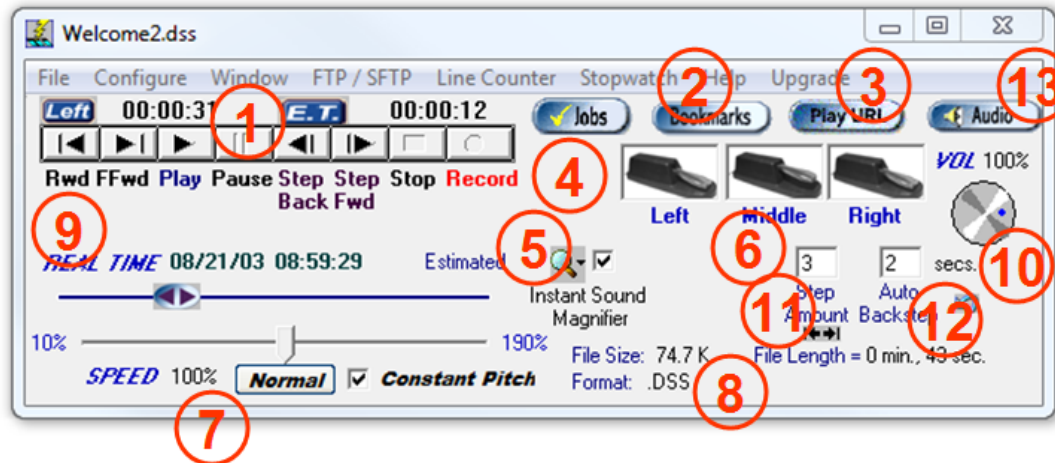 Welcome2.dss
File Configure Window FTP / SFTP Line Counter Stopwatch Help Upgrade
2 3 13
Left 00:00:31 E.T. 00:00:12 Jobs Bookmarks Play URL Audio
1
Rwd FFwd Play Pause Step Back Step Fwd Stop Record
4
VOL 100%
Left Middle Right
9 5 6 10
REAL TIME 08/21/03 08:59:29 Estimated 3 2 secs.
Instant Sound Magnifier
Step Amount Auto Backstep
11 12
10% 190%
File Size: 74.7 K File Length = 0 min., 43 sec.
SPEED 100% Normal Constant Pitch Format: .DSS
7 8